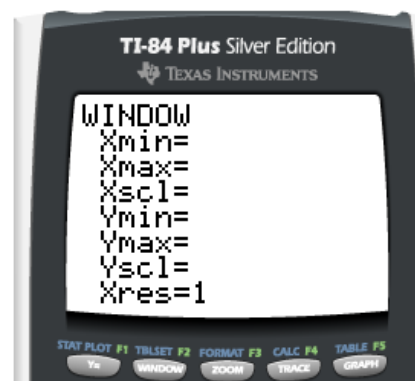 TI-84 Plus Silver Edition
TEXAS INSTRUMENTS
WINDOW
Xmin=
Xmax=
Xscl=
Ymin=
Ymax=
Yscl=
Xres=1
STAT PLOT F1 TBLSET F2 FORMAT F3 CALC F4 TABLE F5
Y= WINDOW ZOOM TRACE GRAPH